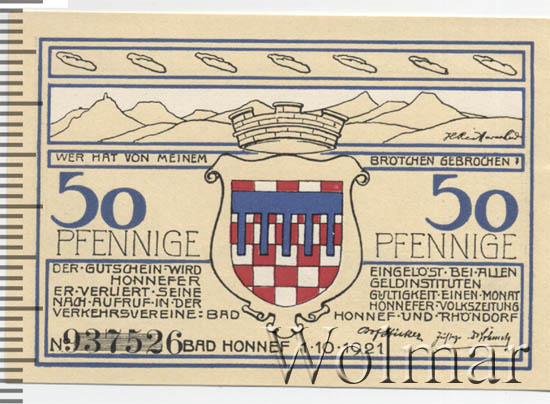 WER HAT VON MEINEM BRÖTCHEN GEBROCHEN?
50 50
PFENNIGE PFENNIGE
DER·GUTSCHEIN·WIRD EINGELÖST·BEI·ALLEN
HONNEFER GELDINSTITUTEN
ER·VERLIERT·SEINE GÜLTIGKEIT·EINEN·MONAT
NACH·AUFRUF·IN·DER HONNEFER·VOLKSZEITUNG
VERKEHRSVEREINE:BAD HONNEF·UND·RHÖNDORF
No 937526 BAD HONNEF 1·10·1921
Wolmar